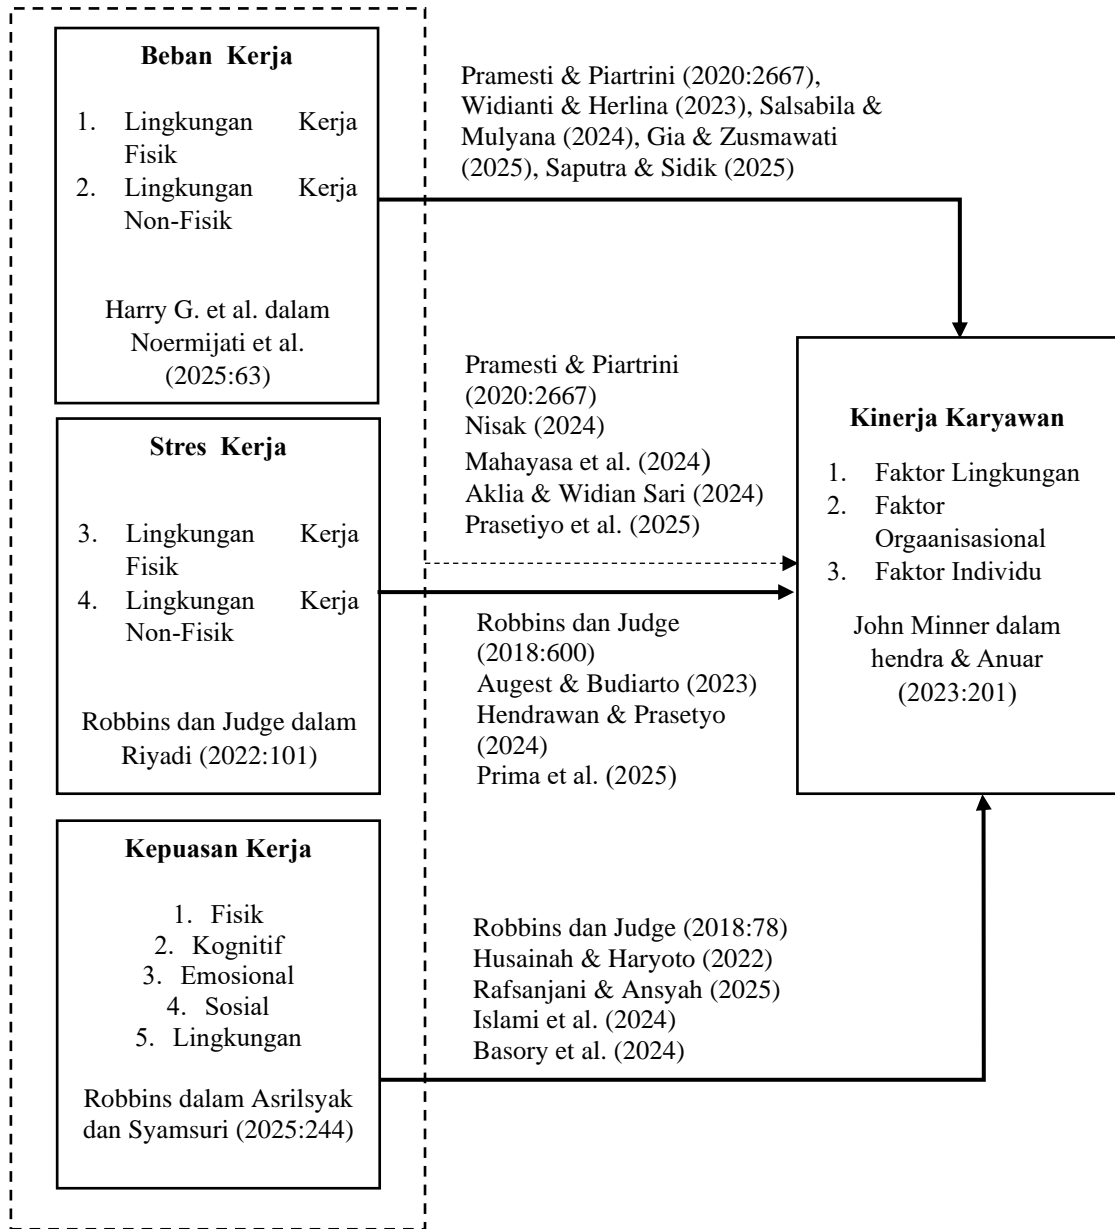 Beban Kerja
1. Lingkungan Kerja
Fisik
2. Lingkungan Kerja
Non-Fisik
Harry G. et al. dalam
Noermijati et al.
(2025:63)
Pramesti & Piartrini (2020:2667),
Widianti & Herlina (2023), Salsabila &
Mulyana (2024), Gia & Zusmawati
(2025), Saputra & Sidik (2025)
Stres Kerja
3. Lingkungan Kerja
Fisik
4. Lingkungan Kerja
Non-Fisik
Robbins dan Judge dalam
Riyadi (2022:101)
Pramesti & Piartrini
(2020:2667)
Nisak (2024)
Mahayasa et al. (2024)
Aklia & Widian Sari (2024)
Prasetiyo et al. (2025)
Robbins dan Judge
(2018:600)
Augest & Budiarto (2023)
Hendrawan & Prasetyo
(2024)
Prima et al. (2025)
Kinerja Karyawan
1. Faktor Lingkungan
2. Faktor
Orgaanisasional
3. Faktor Individu
John Minner dalam
hendra & Anuar
(2023:201)
Kepuasan Kerja
1. Fisik
2. Kognitif
3. Emosional
4. Sosial
5. Lingkungan
Robbins dalam Asrilsyak
dan Syamsuri (2025:244)
Robbins dan Judge (2018:78)
Husainah & Haryoto (2022)
Rafsanjani & Ansyah (2025)
Islami et al. (2024)
Basory et al. (2024)